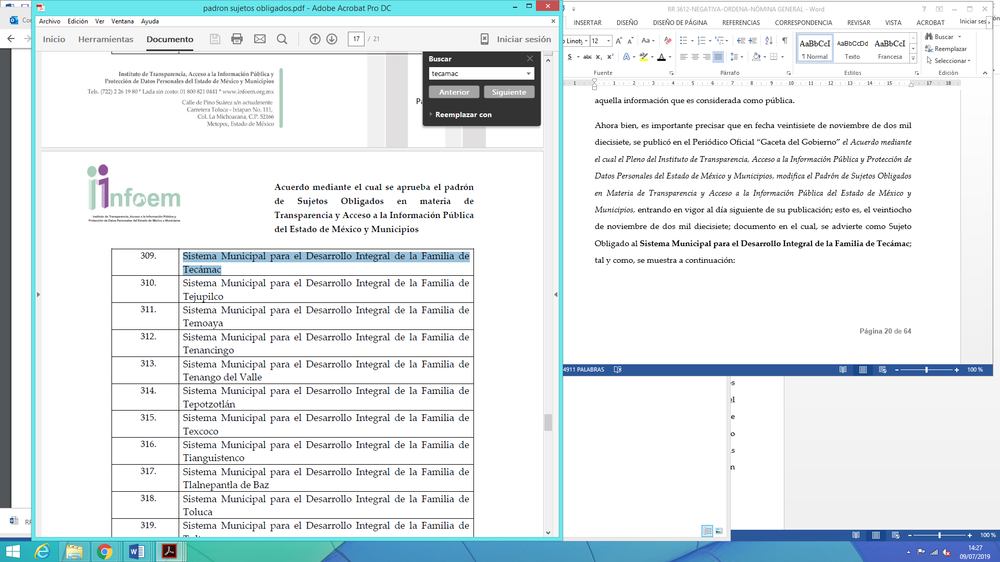 padron sujetos obligados.pdf - Adobe Acrobat Pro DC
Archivo Edición Ver Ventana Ayuda
Inicio Herramientas Documento 17 / 21 Iniciar sesión
Instituto de Transparencia, Acceso a la Información Pública y
Protección de Datos Personales del Estado de México y Municipios
Tels. (722) 2 26 19 80 * Lada sin costo: 01 800 821 0441 * www.infoem.org.mx
Calle de Pino Suárez s/n actualmente
Carretera Toluca - Ixtapan No. 111,
Col. La Michoacana, C.P. 52166
Metepec, Estado de México
Buscar
tecamac
Anterior Siguiente
Reemplazar con
infoem
Instituto de Transparencia, Acceso a la Información Pública y
Protección de Datos Personales del Estado de México y Municipios
Acuerdo mediante el cual se aprueba el padrón
de Sujetos Obligados en materia de
Transparencia y Acceso a la Información Pública
del Estado de México y Municipios
309. Sistema Municipal para el Desarrollo Integral de la Familia de
Tecámac
310. Sistema Municipal para el Desarrollo Integral de la Familia de
Tejupilco
311. Sistema Municipal para el Desarrollo Integral de la Familia de
Temoaya
312. Sistema Municipal para el Desarrollo Integral de la Familia de
Tenancingo
313. Sistema Municipal para el Desarrollo Integral de la Familia de
Tenango del Valle
314. Sistema Municipal para el Desarrollo Integral de la Familia de
Tepotzotlán
315. Sistema Municipal para el Desarrollo Integral de la Familia de
Texcoco
316. Sistema Municipal para el Desarrollo Integral de la Familia de
Tianguistenco
317. Sistema Municipal para el Desarrollo Integral de la Familia de
Tlalnepantla de Baz
318. Sistema Municipal para el Desarrollo Integral de la Familia de
Toluca
319. Sistema Municipal para el Desarrollo Integral de la Familia de
RR 3612-NEGATIVA-ORDENA-NÓMINA GENERAL - Word
INSERTAR DISEÑO DISEÑO DE PÁGINA REFERENCIAS CORRESPONDENCIA REVISAR VISTA ACROBAT Iniciar ses
12
AaBbCcI AaBbCcDd AaBbCcI
¶ Normal Texto Francesa
Buscar
Reemplazar
Seleccionar
Fuente Párrafo Estilos Edición
1 1 2 3 4 5 6 7 8 9 10 11 12 13 14 15 17 18
aquella información que es considerada como pública.
Ahora bien, es importante precisar que en fecha veintisiete de noviembre de dos mil
diecisiete, se publicó en el Periódico Oficial “Gaceta del Gobierno” el Acuerdo mediante
el cual el Pleno del Instituto de Transparencia, Acceso a la Información Pública y Protección de
Datos Personales del Estado de México y Municipios, modifica el Padrón de Sujetos Obligados
en Materia de Transparencia y Acceso a la Información Pública del Estado de México y
Municipios, entrando en vigor al día siguiente de su publicación; esto es, el veintiocho
de noviembre de dos mil diecisiete; documento en el cual, se advierte como Sujeto
Obligado al Sistema Municipal para el Desarrollo Integral de la Familia de Tecámac;
tal y como, se muestra a continuación:
Página 20 de 64
4911 PALABRAS 100 %
100 %
14:27
09/07/2019